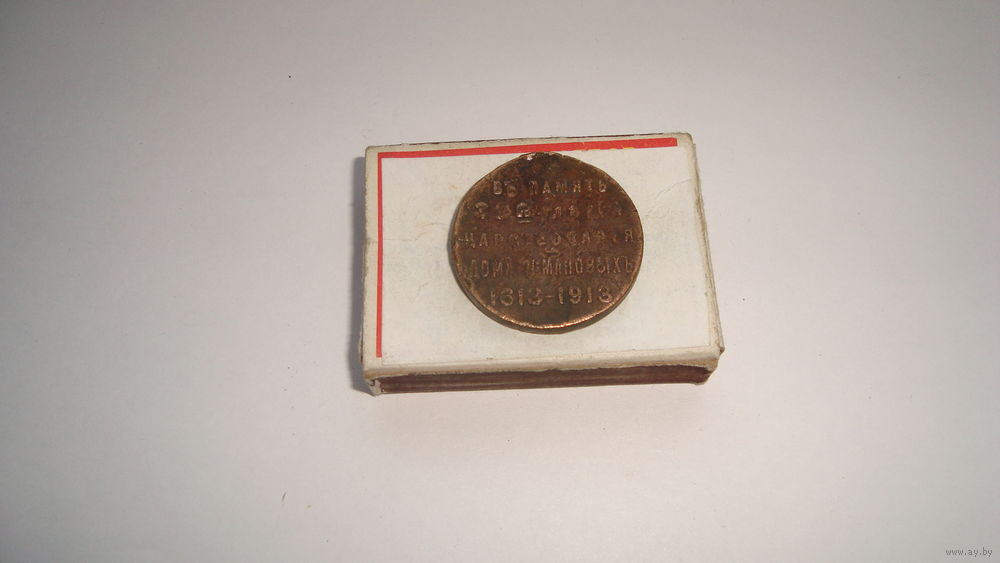 ВЪ ПАМЯТЬ
ЦАРСТВОВАНІЯ
ДОМА РОМАНОВЫХЪ
1613-1913
www.ay.by